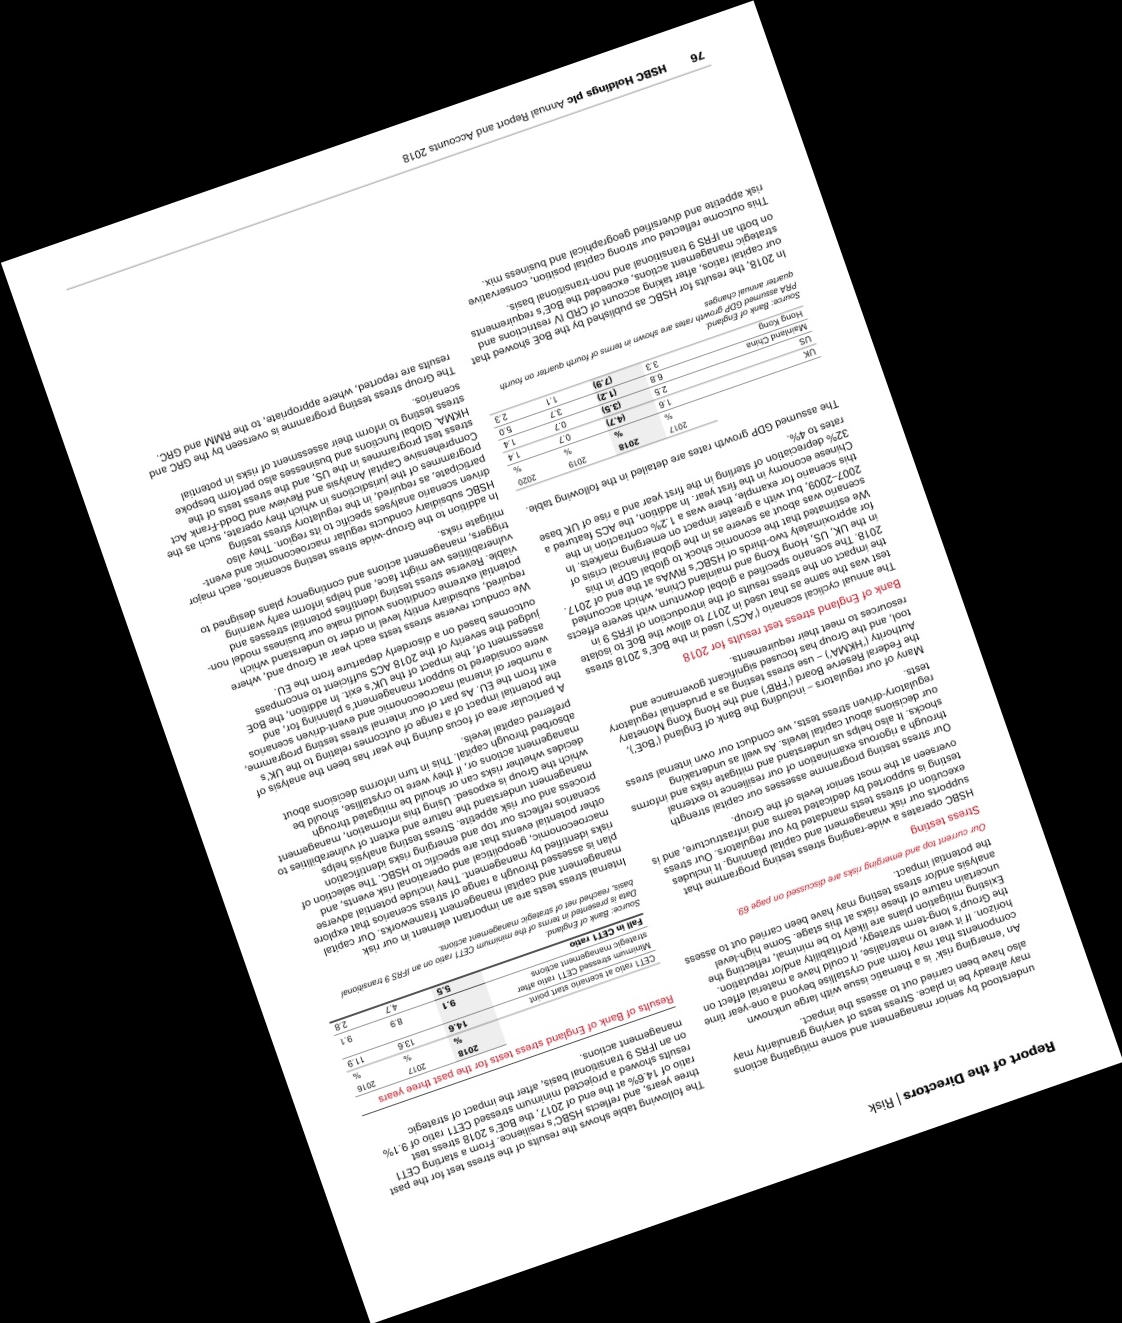 Report of the Directors | Risk
understood by senior management and some mitigating actions
may already be in place. Stress tests of varying granularity may
also have been carried out to assess the impact.
An 'emerging risk' is a thematic issue with large unknown
components that may form and crystallise beyond a one-year time
horizon. If it were to materialise, it could have a material effect on
the Group's long-term strategy, profitability and/or reputation.
Existing mitigation plans are likely to be minimal, reflecting the
uncertain nature of these risks at this stage. Some high-level
analysis and/or stress testing may have been carried out to assess
the potential impact.
Our current top and emerging risks are discussed on page 69.
Stress testing
HSBC operates a wide-ranging stress testing programme that
supports our risk management and capital planning. It includes
execution of stress tests mandated by our regulators. Our stress
testing is supported by dedicated teams and infrastructure, and is
overseen at the most senior levels of the Group.
Our stress testing programme assesses our capital strength
through a rigorous examination of our resilience to external
shocks. It also helps us understand and mitigate risks and informs
our decisions about capital levels. As well as undertaking
regulatory-driven stress tests, we conduct our own internal stress
tests.
Many of our regulators – including the Bank of England ('BoE'),
the Federal Reserve Board ('FRB') and the Hong Kong Monetary
Authority ('HKMA') – use stress testing as a prudential regulatory
tool, and the Group has focused significant governance and
resources to meet their requirements.
Bank of England stress test results for 2018
The annual cyclical scenario ('ACS') used in the BoE's 2018 stress
test was the same as that used in 2017 to allow the BoE to isolate
the impact on the stress results of the introduction of IFRS 9 in
2018. The scenario specified a global downturn with severe effects
in the UK, US, Hong Kong and mainland China, which accounted
for approximately two-thirds of HSBC's RWAs at the end of 2017.
We estimated that the economic shock to global GDP in this
scenario was about as severe as in the global financial crisis of
2007–2009, but with a greater impact on emerging markets. In
this scenario for example, there was a 1.2% contraction in the
Chinese economy in the first year. In addition, the ACS featured a
32% depreciation of sterling in the first year and a rise of UK base
rates to 4%.
The assumed GDP growth rates are detailed in the following table.
2017 2018 2019 2020
% % % %
UK 1.6 (4.7) 0.7 1.4
US 2.5 (3.5) 0.7 1.4
Mainland China 6.8 (1.2) 3.7 5.0
Hong Kong 3.3 (7.9) 1.1 2.3
Source: Bank of England.
PRA assumed GDP growth rates are shown in terms of fourth quarter on fourth
quarter annual changes
In 2018, the results for HSBC as published by the BoE showed that
our capital ratios, after taking account of CRD IV restrictions and
strategic management actions, exceeded the BoE's requirements
on both an IFRS 9 transitional and non-transitional basis.
This outcome reflected our strong capital position, conservative
risk appetite and diversified geographical and business mix.
The following table shows the results of the stress test for the past
three years, and reflects HSBC's resilience. From a starting CET1
ratio of 14.6% at the end of 2017, the BoE's 2018 stress test
results showed a projected minimum stressed CET1 ratio of 9.1%
on an IFRS 9 transitional basis, after the impact of strategic
management actions.
Results of Bank of England stress tests for the past three years
2018 2017 2016
% % %
CET1 ratio at scenario start point 14.6 13.6 11.9
Minimum stressed CET1 ratio after
strategic management actions 9.1 8.9 9.1
Fall in CET1 ratio 5.5 4.7 2.8
Source: Bank of England.
Data is presented in terms of the minimum CET1 ratio on an IFRS 9 transitional
basis, reached net of strategic management actions.
Internal stress tests are an important element in our risk
management and capital management frameworks. Our capital
plan is assessed through a range of stress scenarios that explore
risks identified by management. They include potential adverse
macroeconomic, geopolitical and operational risk events, and
other potential events that are specific to HSBC. The selection of
scenarios reflects our top and emerging risks identification
process and our risk appetite. Stress testing analysis helps
management understand the nature and extent of vulnerabilities to
which the Group is exposed. Using this information, management
decides whether risks can or should be mitigated through
management actions or, if they were to crystallise, should be
absorbed through capital. This in turn informs decisions about
preferred capital levels.
A particular area of focus during the year has been the analysis of
the potential impact of a range of outcomes relating to the UK's
exit from the EU. As part of our internal stress testing programme,
a number of internal macroeconomic and event-driven scenarios
were considered to support management's planning for, and
assessment of, the impact of the UK's exit. In addition, the BoE
judged the severity of the 2018 ACS sufficient to encompass
outcomes based on a disorderly departure from the EU.
We conduct reverse stress tests each year at Group and, where
required, subsidiary entity level in order to understand which
potential extreme conditions would make our business model non-
viable. Reverse stress testing identifies potential stresses and
vulnerabilities we might face, and helps inform early warning
triggers, management actions and contingency plans designed to
mitigate risks.
In addition to the Group-wide stress testing scenarios, each major
HSBC subsidiary conducts regular macroeconomic and event-
driven scenario analyses specific to its region. They also
participate, as required, in the regulatory stress testing
programmes of the jurisdictions in which they operate, such as the
Comprehensive Capital Analysis and Review and Dodd-Frank Act
stress test programmes in the US, and the stress tests of the
HKMA. Global functions and businesses also perform bespoke
stress testing to inform their assessment of risks in potential
scenarios.
The Group stress testing programme is overseen by the GRC and
results are reported, where appropriate, to the RMM and GRC.
76 HSBC Holdings plc Annual Report and Accounts 2018